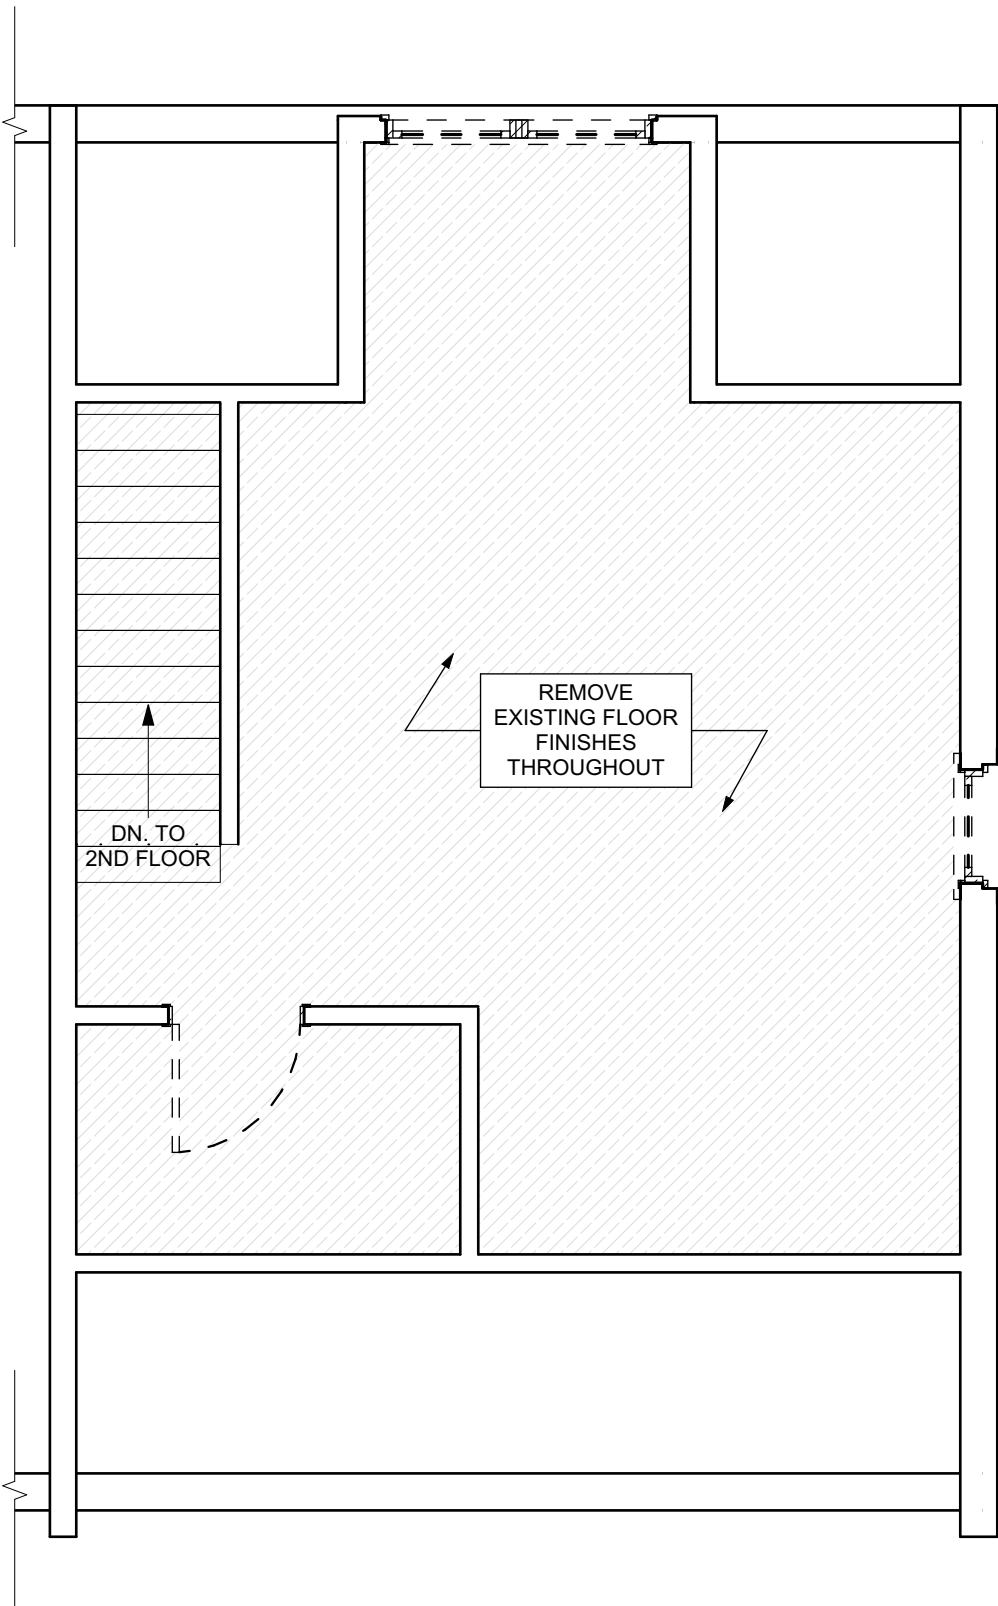 REMOVE
EXISTING FLOOR
FINISHES
THROUGHOUT
DN. TO
2ND FLOOR